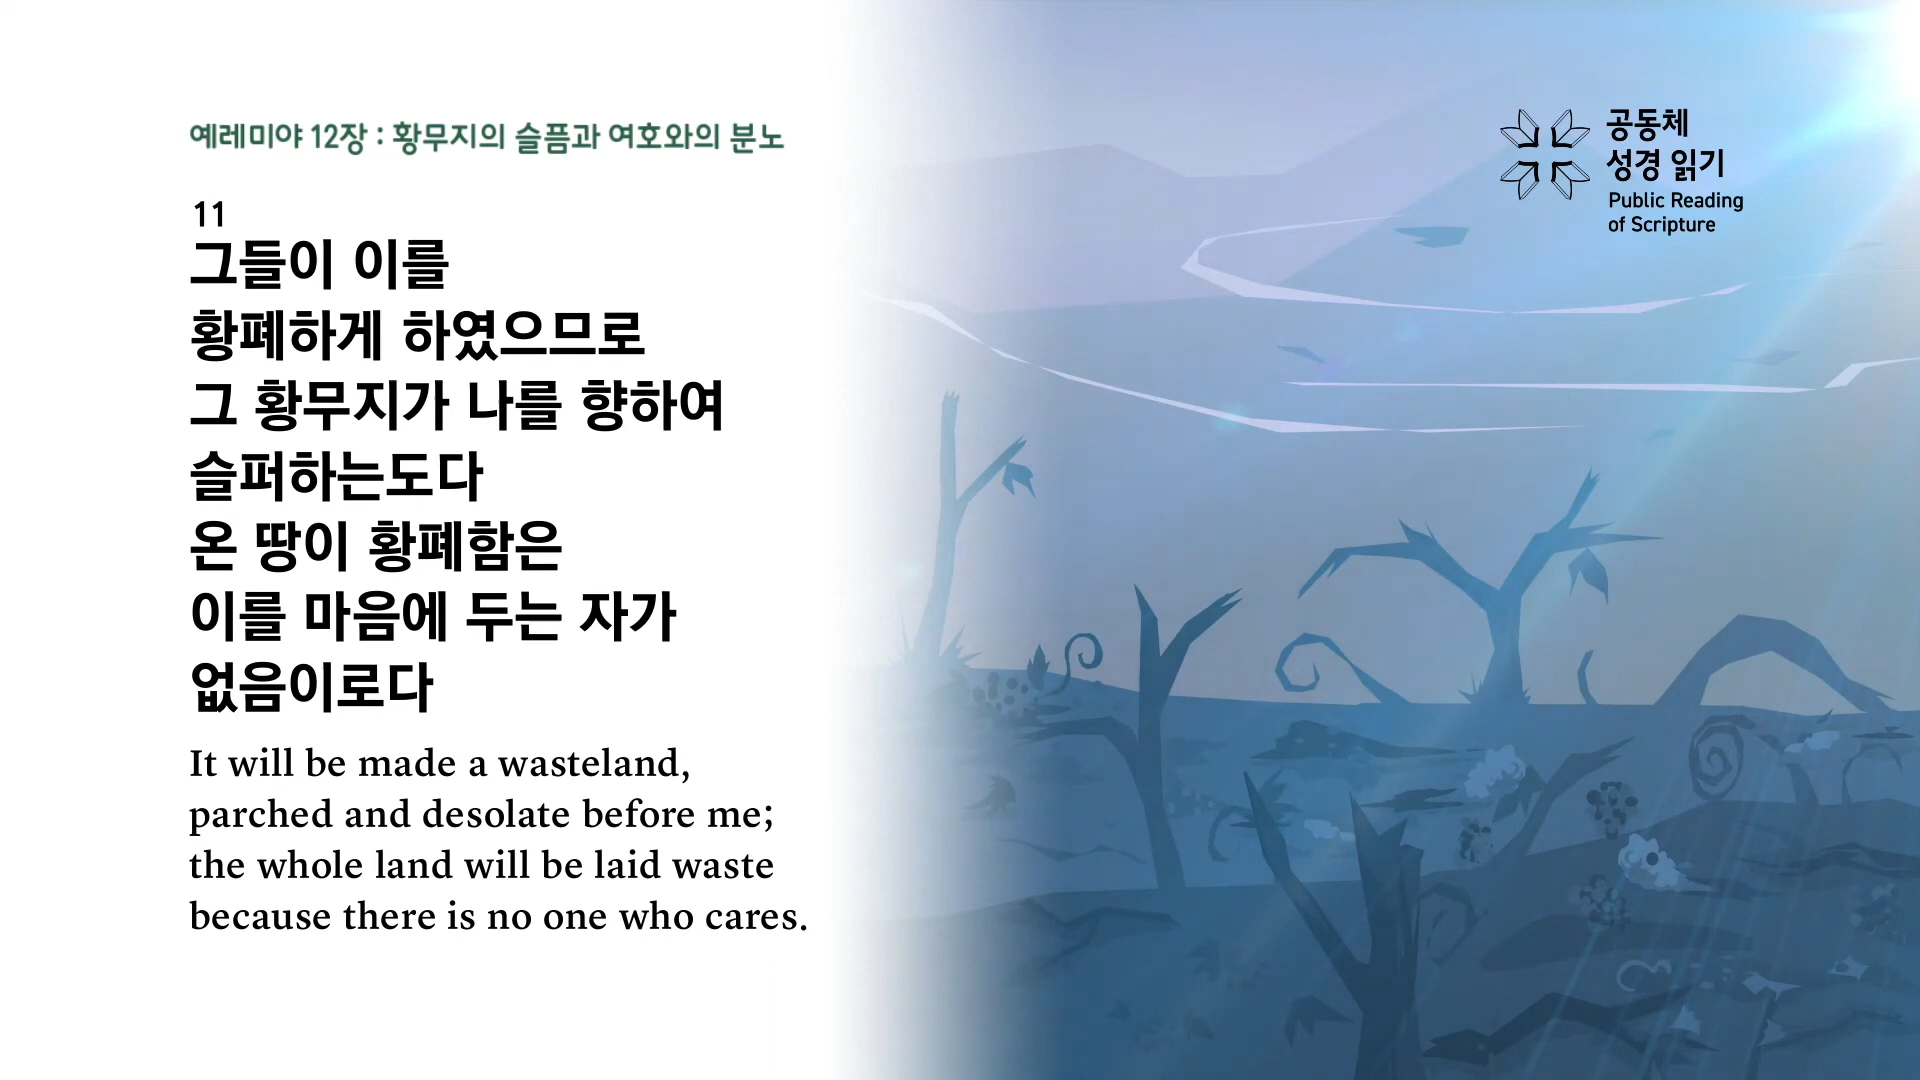 예레미야 12장 : 황무지의 슬픔과 여호와의 분노
11
그들이 이를
황폐하게 하였으므로
그 황무지가 나를 향하여
슬퍼하는도다
온 땅이 황폐함은
이를 마음에 두는 자가
없음이로다
It will be made a wasteland,
parched and desolate before me;
the whole land will be laid waste
because there is no one who cares.
공동체
성경 읽기
Public Reading
of Scripture